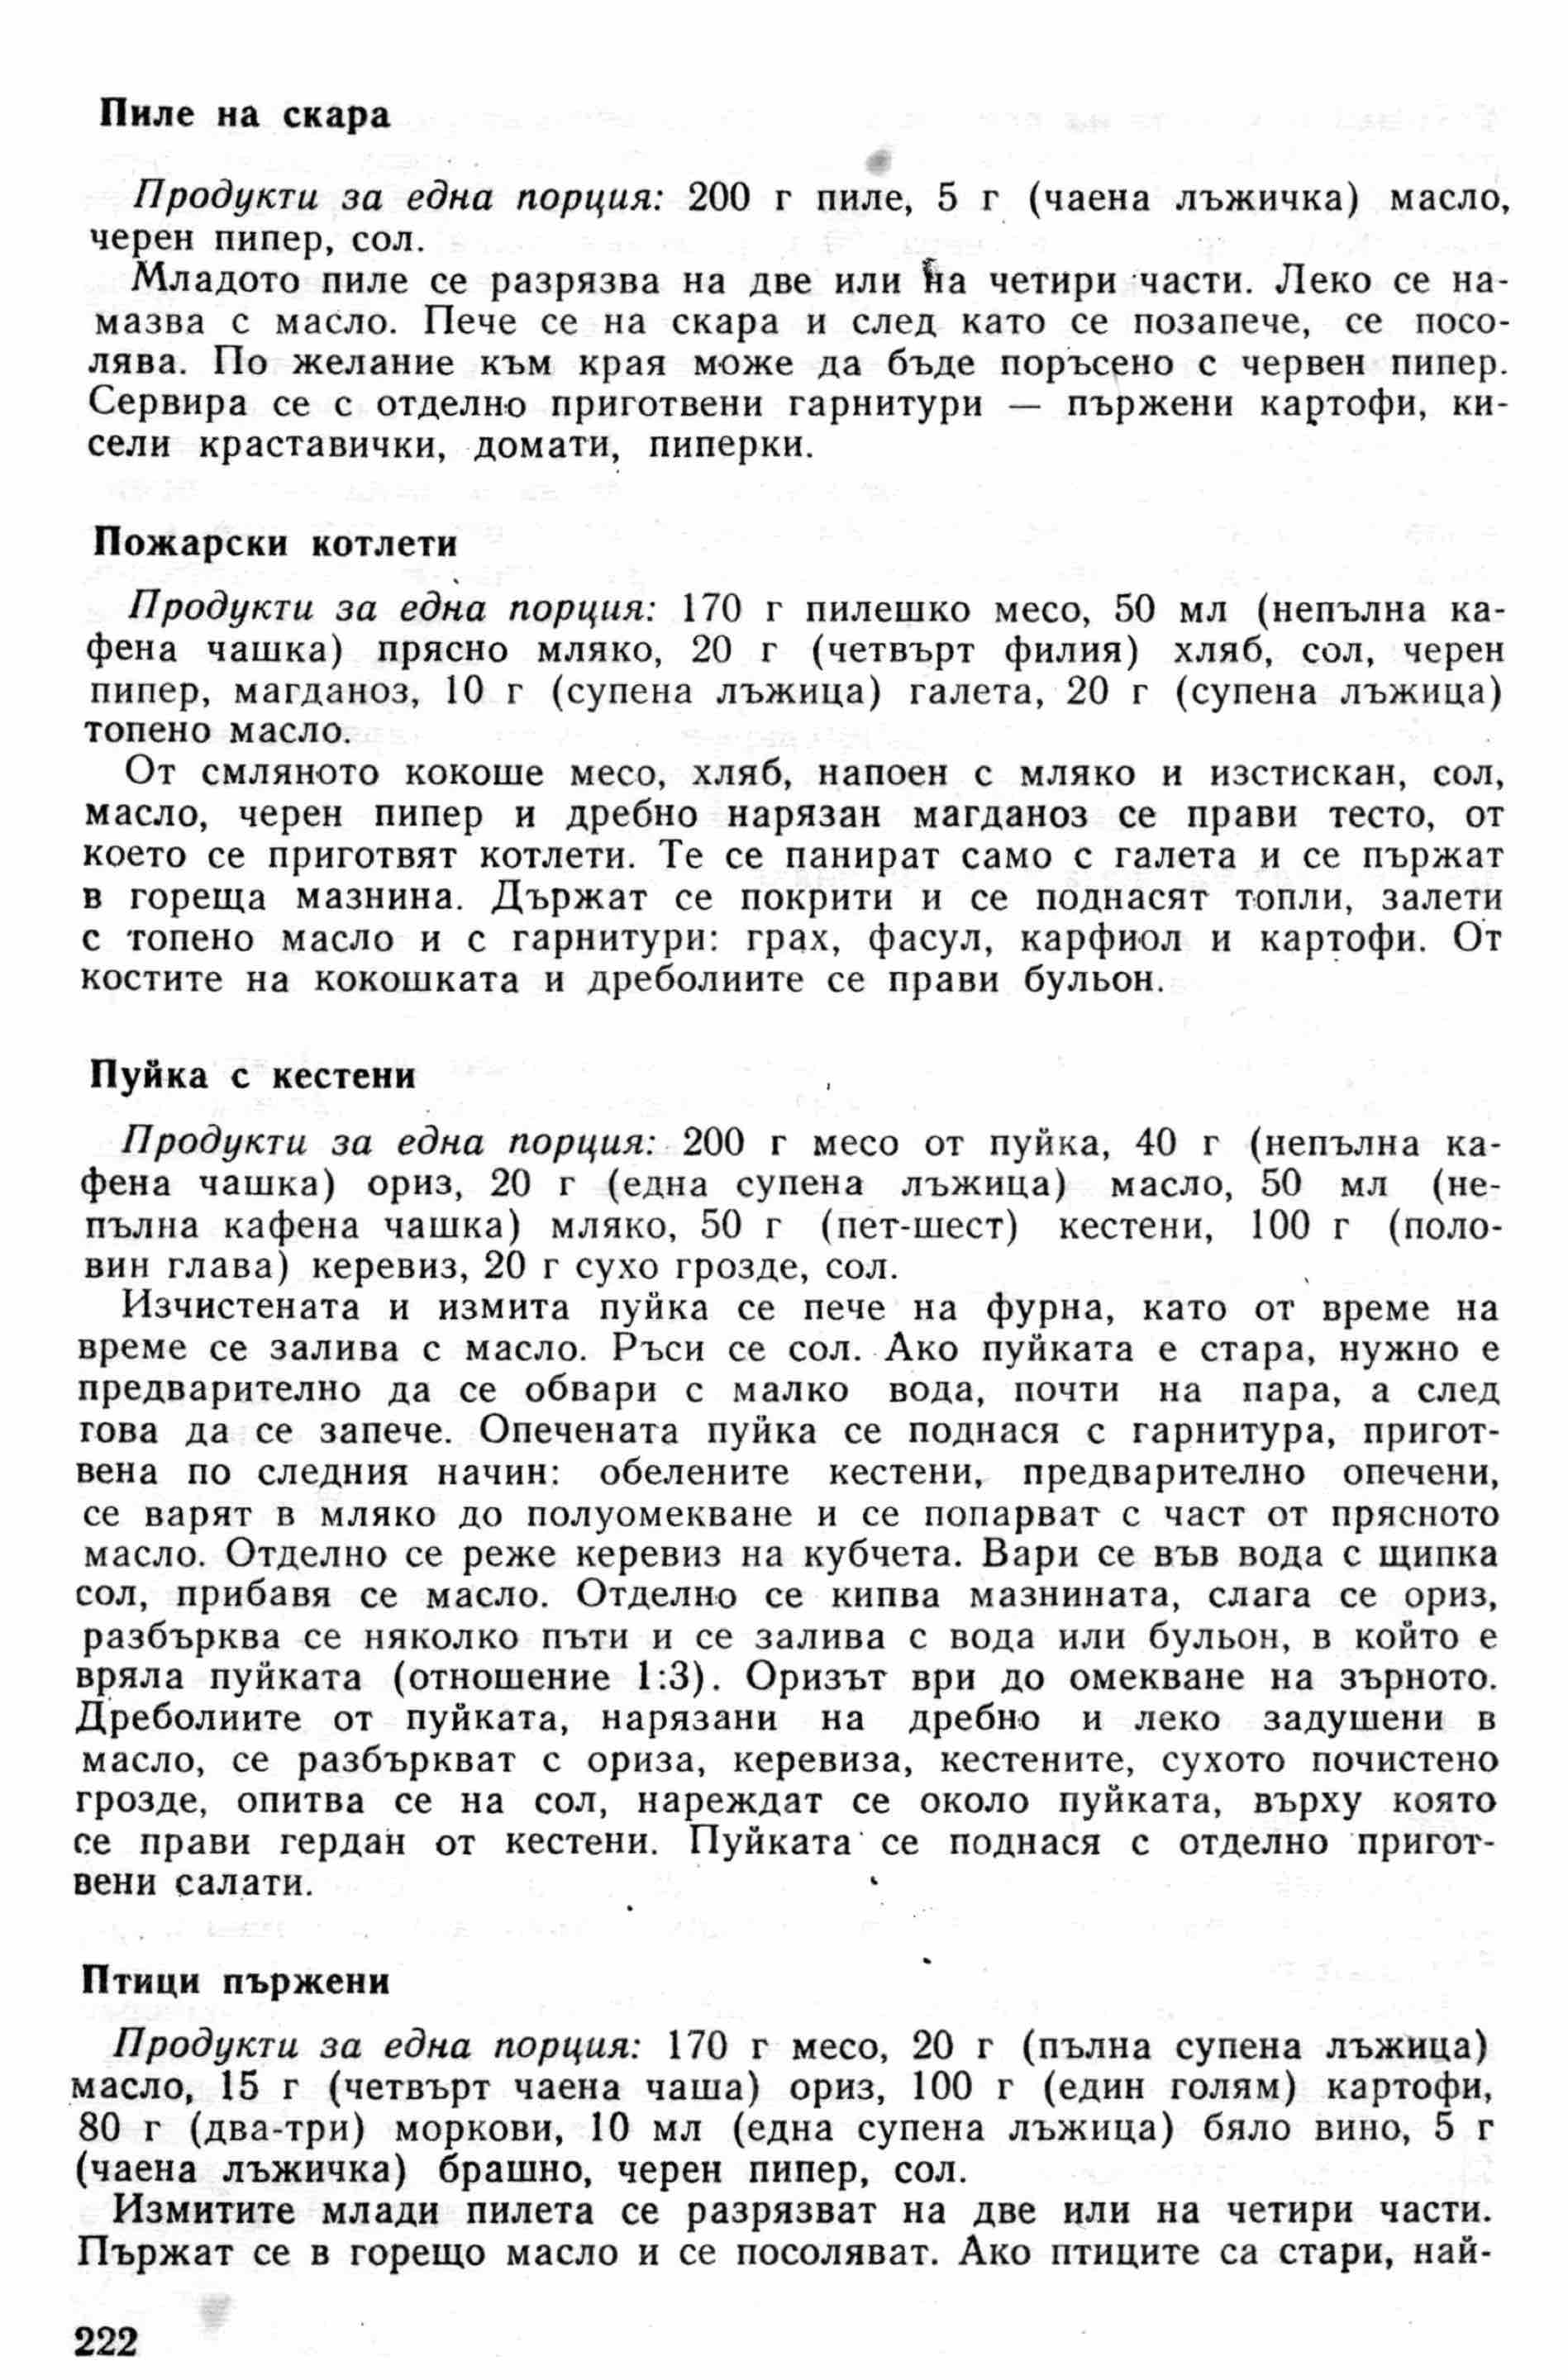 Пиле на скара
Продукти за една порция: 200 г пиле, 5 г (чаена лъжичка) масло,
черен пипер, сол.
Младото пиле се разрязва на две или на четири части. Леко се на-
мазва с масло. Пече се на скара и след като се позапече, се посо-
лява. По желание към края може да бъде поръсено с червен пипер.
Сервира се с отделно приготвени гарнитури — пържени картофи, ки-
сели краставички, домати, пиперки.
Пожарски котлети
Продукти за една порция: 170 г пилешко месо, 50 мл (непълна ка-
фена чашка) прясно мляко, 20 г (четвърт филия) хляб, сол, черен
пипер, магданоз, 10 г (супена лъжица) галета, 20 г (супена лъжица)
топено масло.
От смляното кокоше месо, хляб, напоен с мляко и изстискан, сол,
масло, черен пипер и дребно нарязан магданоз се прави тесто, от
което се приготвят котлети. Те се панират само с галета и се пържат
в гореща мазнина. Държат се покрити и се поднасят топли, залети
с топено масло и с гарнитури: грах, фасул, карфиол и картофи. От
костите на кокошката и дреболиите се прави бульон.
Пуйка с кестени
Продукти за една порция: 200 г месо от пуйка, 40 г (непълна ка-
фена чашка) ориз, 20 г (една супена лъжица) масло, 50 мл (не-
пълна кафена чашка) мляко, 50 г (пет-шест) кестени, 100 г (поло-
вин глава) керевиз, 20 г сухо грозде, сол.
Изчистената и измита пуйка се пече на фурна, като от време на
време се залива с масло. Ръси се сол. Ако пуйката е стара, нужно е
предварително да се обвари с малко вода, почти на пара, а след
това да се запече. Опечената пуйка се поднася с гарнитура, пригот-
вена по следния начин: обелените кестени, предварително опечени,
се варят в мляко до полуомекване и се попарват с част от прясното
масло. Отделно се реже керевиз на кубчета. Вари се във вода с щипка
сол, прибавя се масло. Отделно се кипва мазнината, слага се ориз,
разбърква се няколко пъти и се залива с вода или бульон, в който е
вряла пуйката (отношение 1:3). Оризът ври до омекване на зърното.
Дреболиите от пуйката, нарязани на дребно и леко задушени в
масло, се разбъркват с ориза, керевиза, кестените, сухото почистено
грозде, опитва се на сол, нареждат се около пуйката, върху която
се прави гердан от кестени. Пуйката се поднася с отделно пригот-
вени салати.
Птици пържени
Продукти за една порция: 170 г месо, 20 г (пълна супена лъжица)
масло, 15 г (четвърт чаена чаша) ориз, 100 г (един голям) картофи,
80 г (два-три) моркови, 10 мл (една супена лъжица) бяло вино, 5 г
(чаена лъжичка) брашно, черен пипер, сол.
Измитите млади пилета се разрязват на две или на четири части.
Пържат се в горещо масло и се посоляват. Ако птиците са стари, най-
222